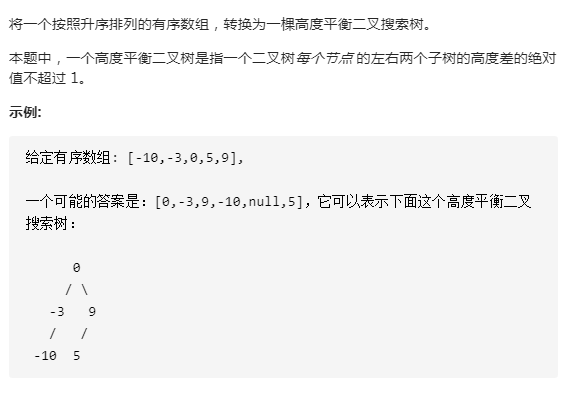 将一个按照升序排列的有序数组，转换为一棵高度平衡二叉搜索树。
本题中，一个高度平衡二叉树是指一个二叉树每个节点的左右两个子树的高度差的绝对
值不超过 1。
示例:
给定有序数组: [-10,-3,0,5,9],
一个可能的答案是：[0,-3,9,-10,null,5]，它可以表示下面这个高度平衡二叉
搜索树：
      0
     / \
   -3   9
   /   /
 -10  5